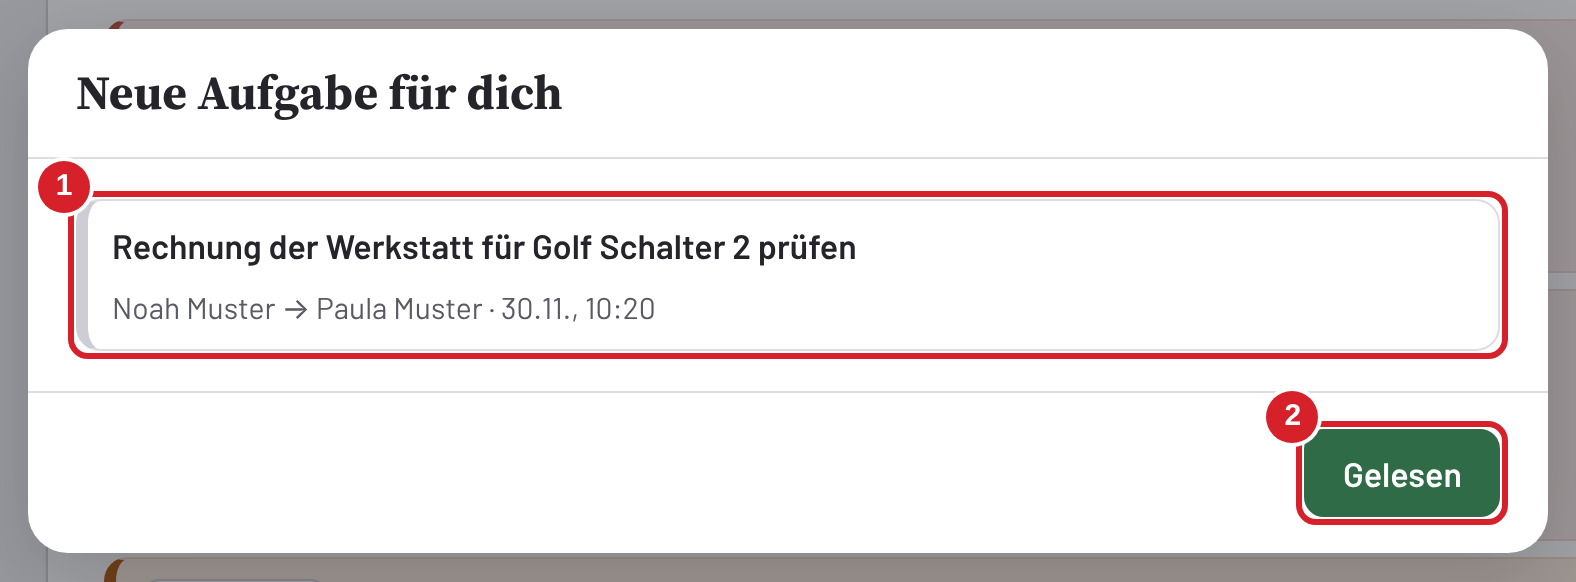 Neue Aufgabe für dich
1
Rechnung der Werkstatt für Golf Schalter 2 prüfen
Noah Muster → Paula Muster · 30.11., 10:20
2
Gelesen